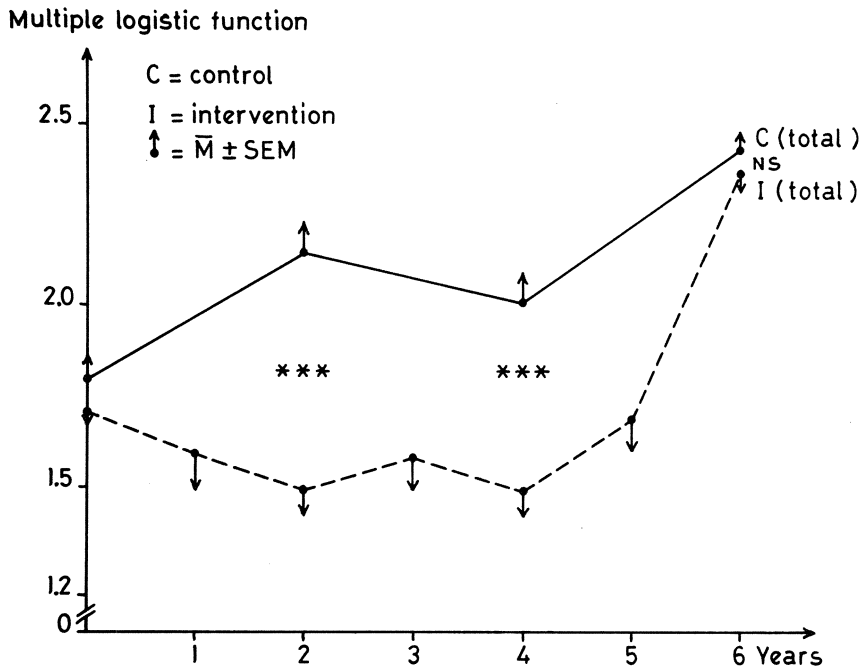 Multiple logistic function
C = control
I = intervention
= M̅ ± SEM
2.5
C (total)
NS
I (total)
2.0
*** ***
1.5
1.2
0
1 2 3 4 5 6 Years